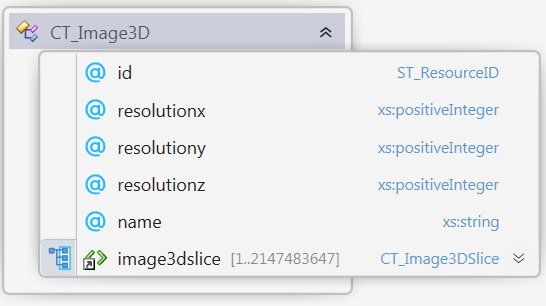 CT_Image3D
@ id ST_ResourceID
@ resolutionx xs:positiveInteger
@ resolutiony xs:positiveInteger
@ resolutionz xs:positiveInteger
@ name xs:string
image3dslice [1..2147483647] CT_Image3DSlice